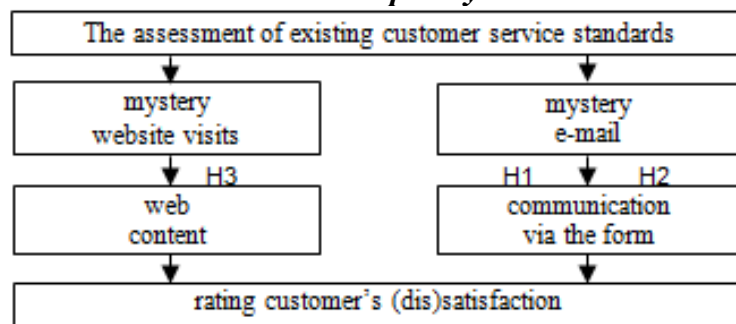 The assessment of existing customer service standards
mystery
website visits
mystery
e-mail
H3
H1
H2
web
content
communication
via the form
rating customer's (dis)satisfaction